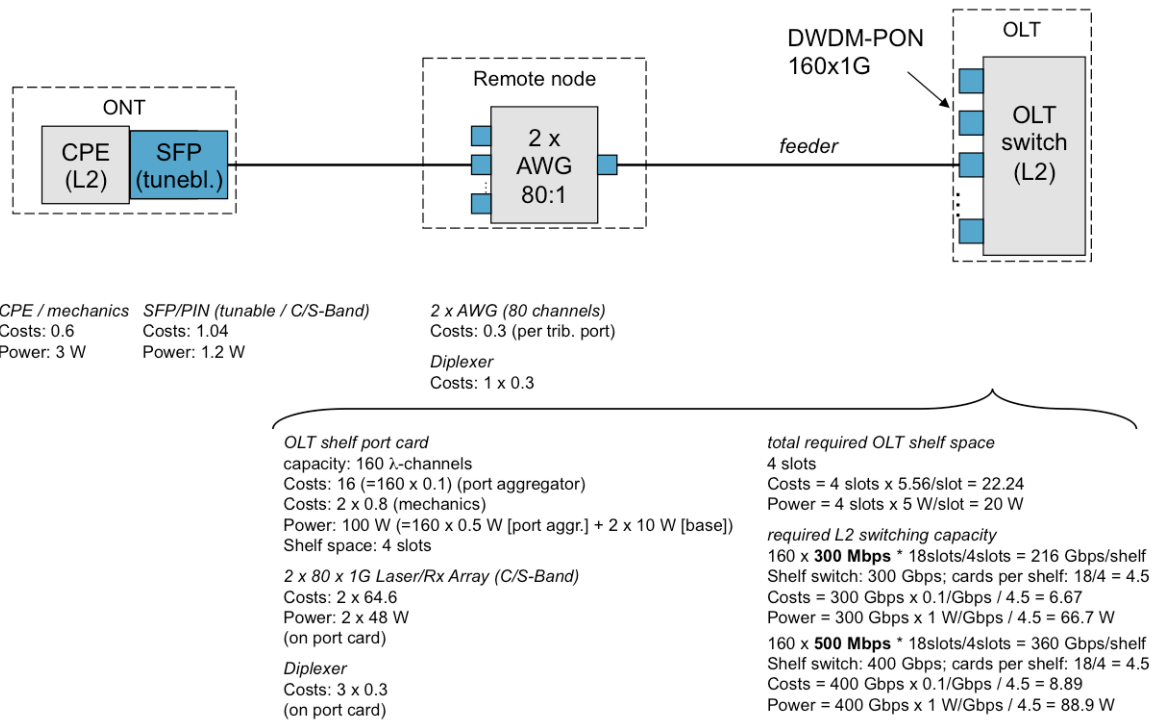 DWDM-PON
160x1G
OLT
OLT
switch
(L2)
Remote node
2 x
AWG
80:1
feeder
ONT
CPE
(L2)
SFP
(tunebl.)
CPE / mechanics
Costs: 0.6
Power: 3 W
SFP/PIN (tunable / C/S-Band)
Costs: 1.04
Power: 1.2 W
2 x AWG (80 channels)
Costs: 0.3 (per trib. port)
Diplexer
Costs: 1 x 0.3
OLT shelf port card
capacity: 160 λ-channels
Costs: 16 (=160 x 0.1) (port aggregator)
Costs: 2 x 0.8 (mechanics)
Power: 100 W (=160 x 0.5 W [port aggr.] + 2 x 10 W [base])
Shelf space: 4 slots
2 x 80 x 1G Laser/Rx Array (C/S-Band)
Costs: 2 x 64.6
Power: 2 x 48 W
(on port card)
Diplexer
Costs: 3 x 0.3
(on port card)
total required OLT shelf space
4 slots
Costs = 4 slots x 5.56/slot = 22.24
Power = 4 slots x 5 W/slot = 20 W
required L2 switching capacity
160 x 300 Mbps * 18slots/4slots = 216 Gbps/shelf
Shelf switch: 300 Gbps; cards per shelf: 18/4 = 4.5
Costs = 300 Gbps x 0.1/Gbps / 4.5 = 6.67
Power = 300 Gbps x 1 W/Gbps / 4.5 = 66.7 W
160 x 500 Mbps * 18slots/4slots = 360 Gbps/shelf
Shelf switch: 400 Gbps; cards per shelf: 18/4 = 4.5
Costs = 400 Gbps x 0.1/Gbps / 4.5 = 8.89
Power = 400 Gbps x 1 W/Gbps / 4.5 = 88.9 W